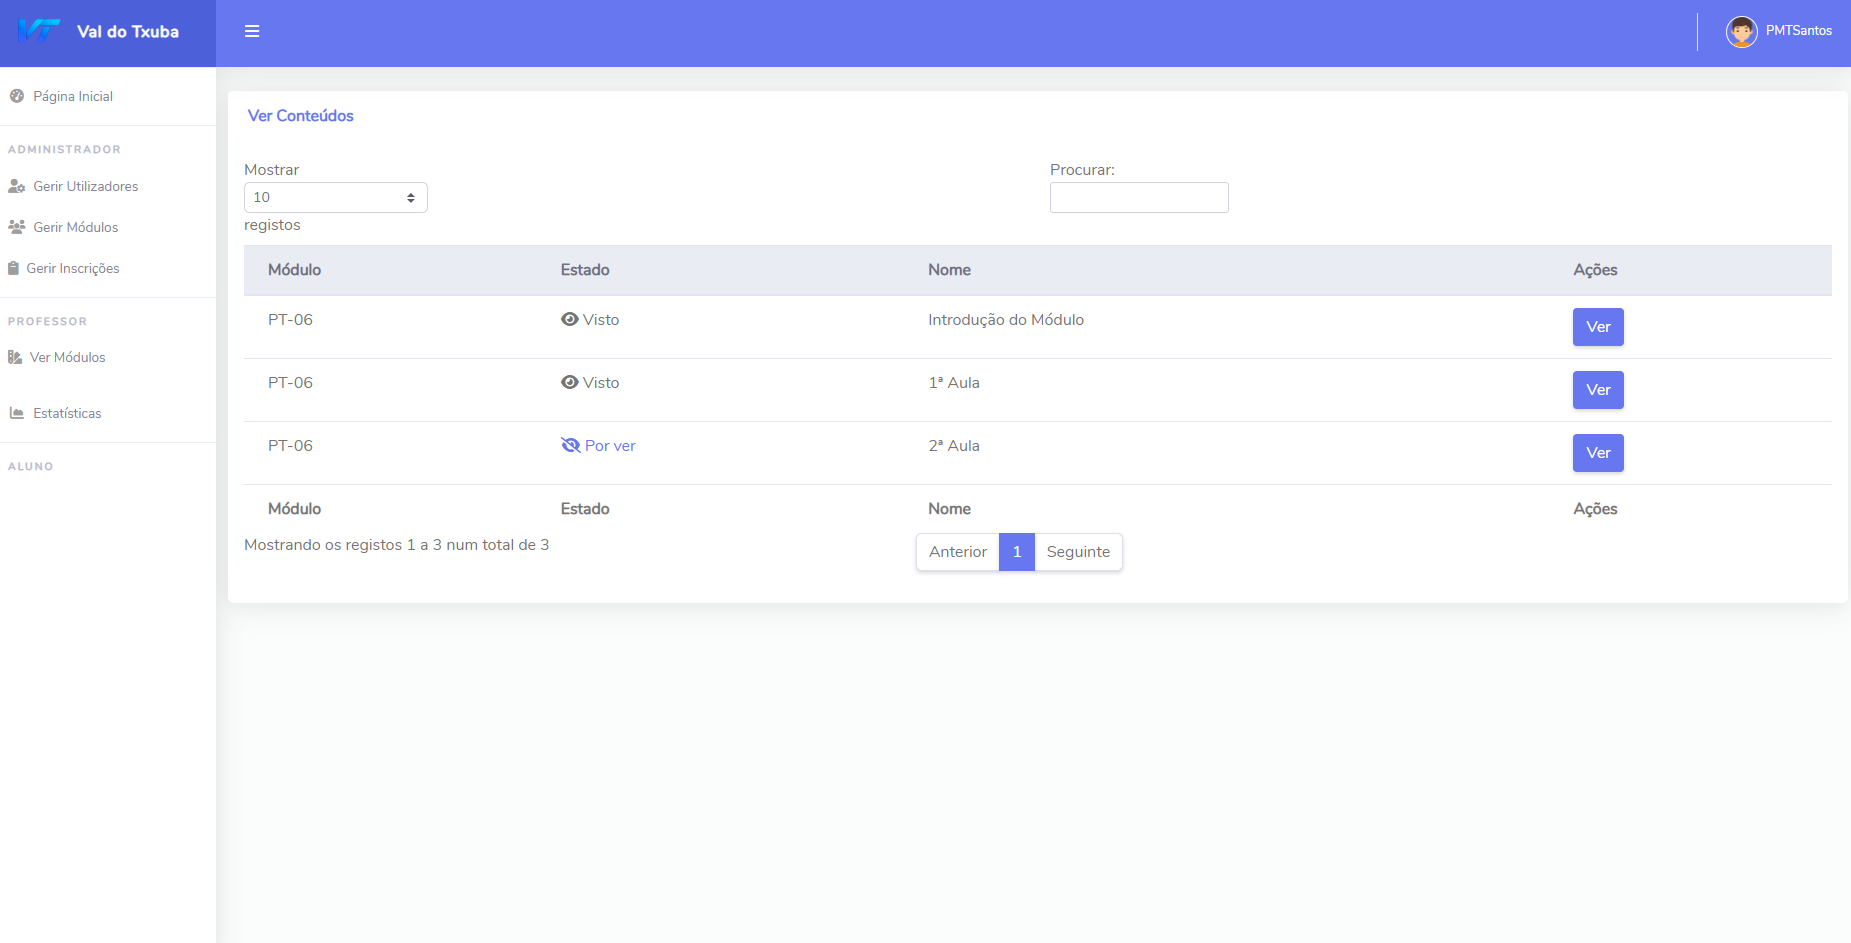 VT Val do Txuba
PMTSantos
Página Inicial
ADMINISTRADOR
Gerir Utilizadores
Gerir Módulos
Gerir Inscrições
PROFESSOR
Ver Módulos
Estatísticas
ALUNO
Ver Conteúdos
Mostrar
10
registos
Procurar:
Módulo Estado Nome Ações
PT-06 Visto Introdução do Módulo Ver
PT-06 Visto 1ª Aula Ver
PT-06 Por ver 2ª Aula Ver
Módulo Estado Nome Ações
Mostrando os registos 1 a 3 num total de 3
Anterior 1 Seguinte